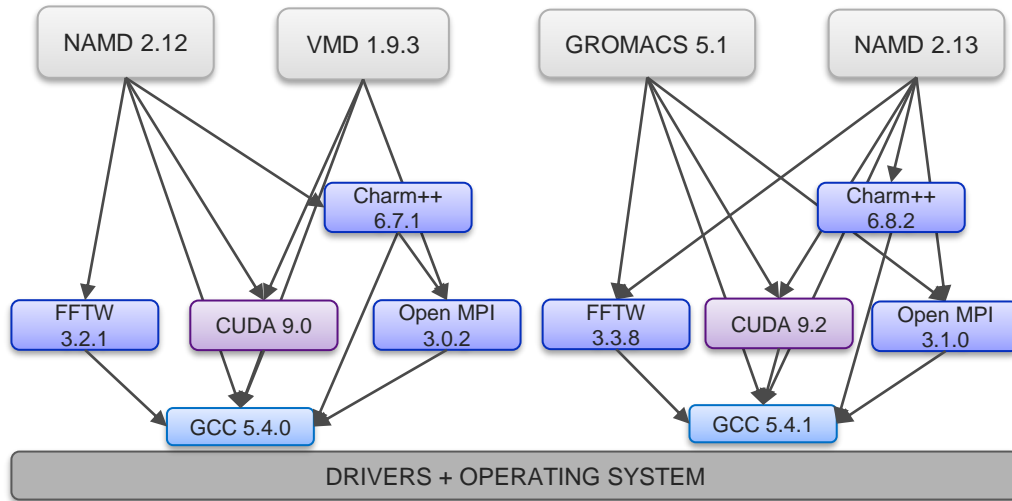 NAMD 2.12
VMD 1.9.3
GROMACS 5.1
NAMD 2.13
Charm++
6.7.1
Charm++
6.8.2
FFTW
3.2.1
CUDA 9.0
Open MPI
3.0.2
FFTW
3.3.8
CUDA 9.2
Open MPI
3.1.0
GCC 5.4.0
GCC 5.4.1
DRIVERS + OPERATING SYSTEM